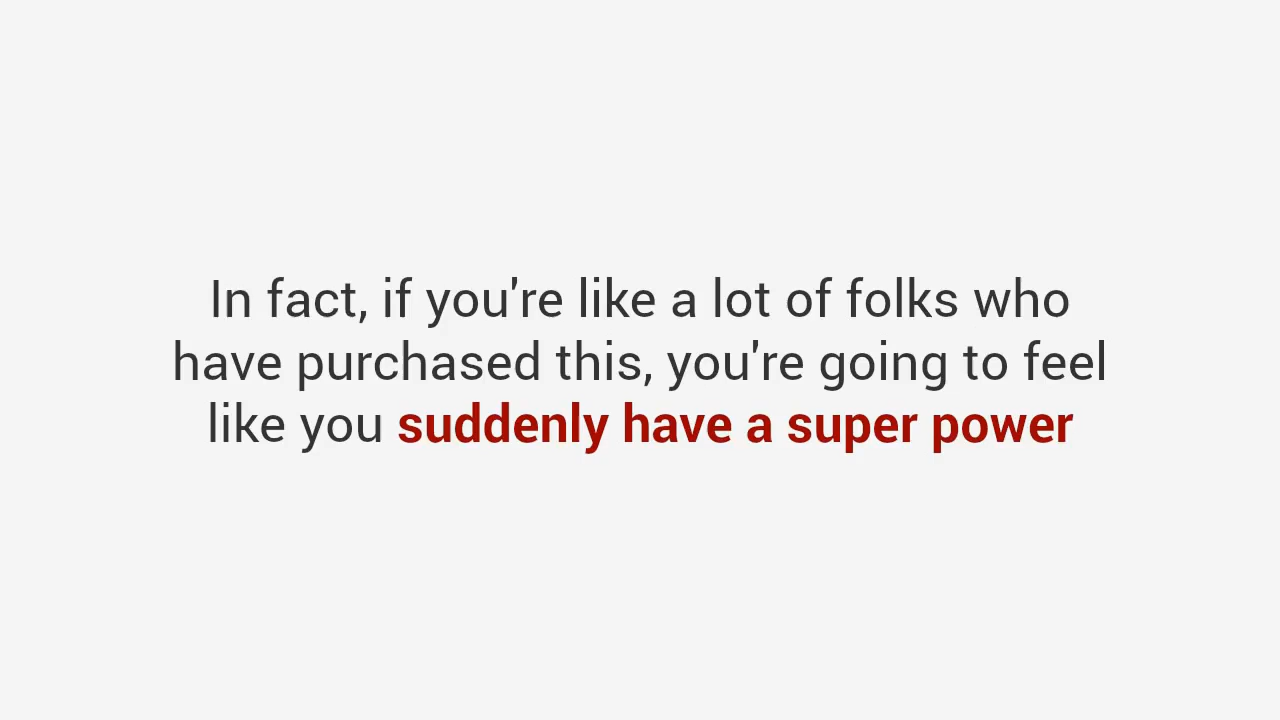 In fact, if you're like a lot of folks who
have purchased this, you're going to feel
like you suddenly have a super power